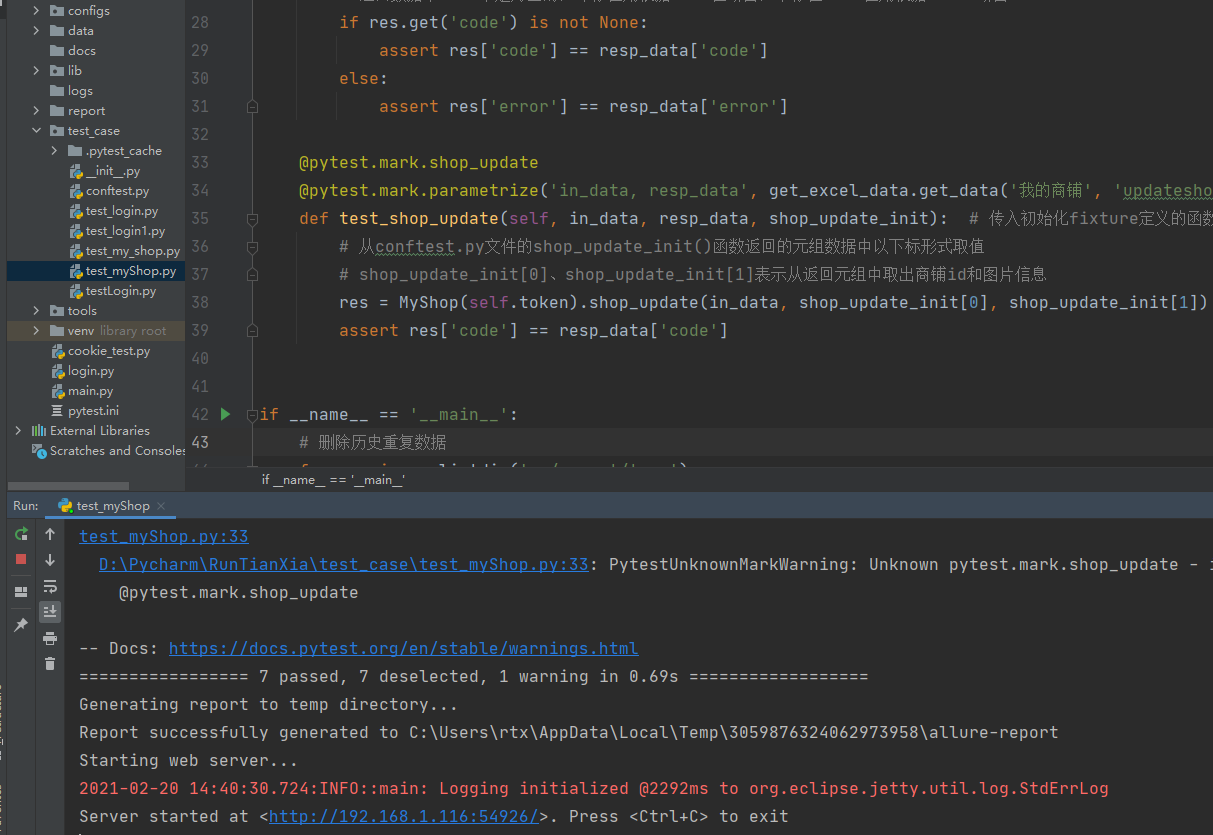 configs
data
docs
lib
logs
report
test_case
.pytest_cache
__init__.py
conftest.py
test_login.py
test_login1.py
test_my_shop.py
test_myShop.py
testLogin.py
tools
venv library root
cookie_test.py
login.py
main.py
pytest.ini
External Libraries
Scratches and Consoles
28 if res.get('code') is not None:
29 assert res['code'] == resp_data['code']
30 else:
31 assert res['error'] == resp_data['error']
32
33 @pytest.mark.shop_update
34 @pytest.mark.parametrize('in_data, resp_data', get_excel_data.get_data('我的商铺', 'updatesho
35 def test_shop_update(self, in_data, resp_data, shop_update_init): # 传入初始化fixture定义的函数
36 # 从conftest.py文件的shop_update_init()函数返回的元组数据中以下标形式取值
37 # shop_update_init[0]、shop_update_init[1]表示从返回元组中取出商铺id和图片信息
38 res = MyShop(self.token).shop_update(in_data, shop_update_init[0], shop_update_init[1])
39 assert res['code'] == resp_data['code']
40
41
42 if __name__ == '__main__':
43 # 删除历史重复数据
if __name__ == '__main__'
Run: test_myShop
test_myShop.py:33
D:\Pycharm\RunTianXia\test_case\test_myShop.py:33: PytestUnknownMarkWarning: Unknown pytest.mark.shop_update -
@pytest.mark.shop_update
-- Docs: https://docs.pytest.org/en/stable/warnings.html
================= 7 passed, 7 deselected, 1 warning in 0.69s ==================
Generating report to temp directory...
Report successfully generated to C:\Users\rtx\AppData\Local\Temp\3059876324062973958\allure-report
Starting web server...
2021-02-20 14:40:30.724:INFO::main: Logging initialized @2292ms to org.eclipse.jetty.util.log.StdErrLog
Server started at <http://192.168.1.116:54926/>. Press <Ctrl+C> to exit